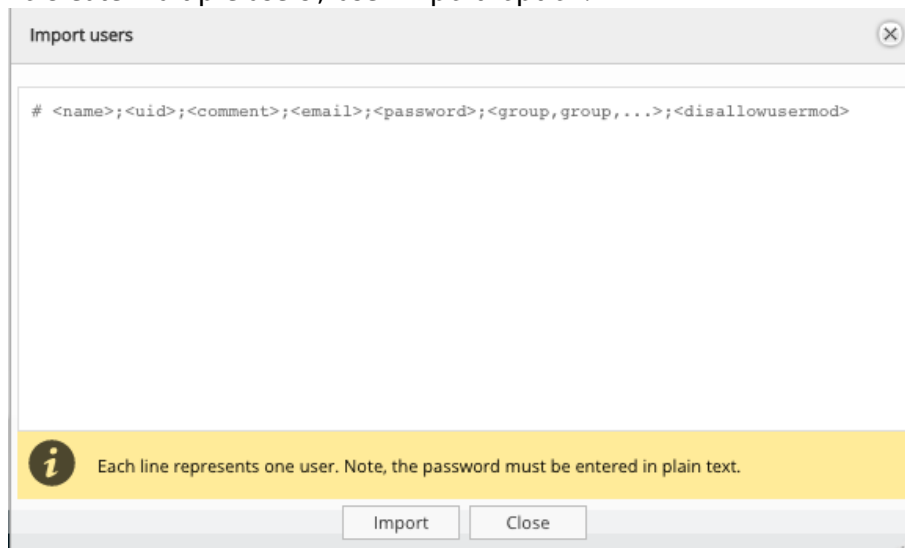 Import users
# <name>;<uid>;<comment>;<email>;<password>;<group,group,...>;<disallowusermod>
Each line represents one user. Note, the password must be entered in plain text.
Import Close